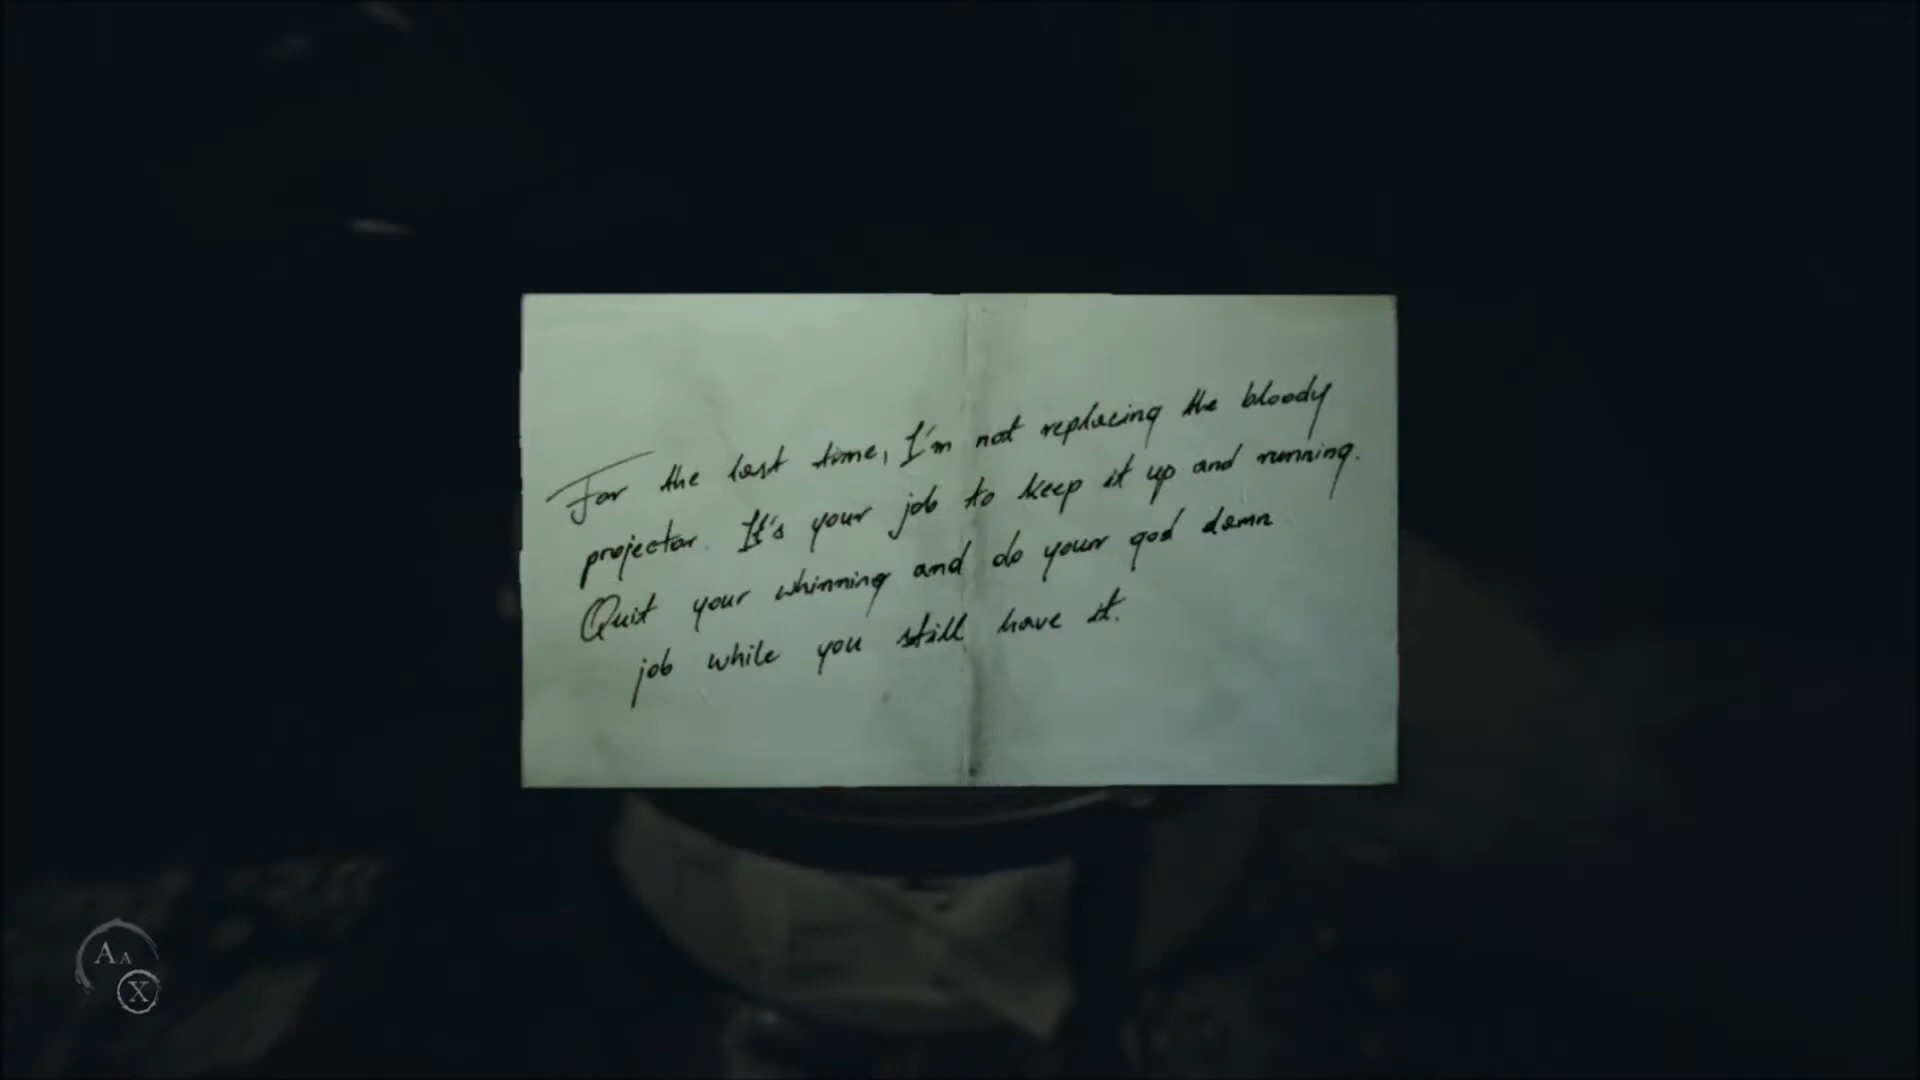 For the last time, I'm not replacing the bloody
projector. It's your job to keep it up and running.
Quit your whinning and do your god damn
job while you still have it.
A A
X